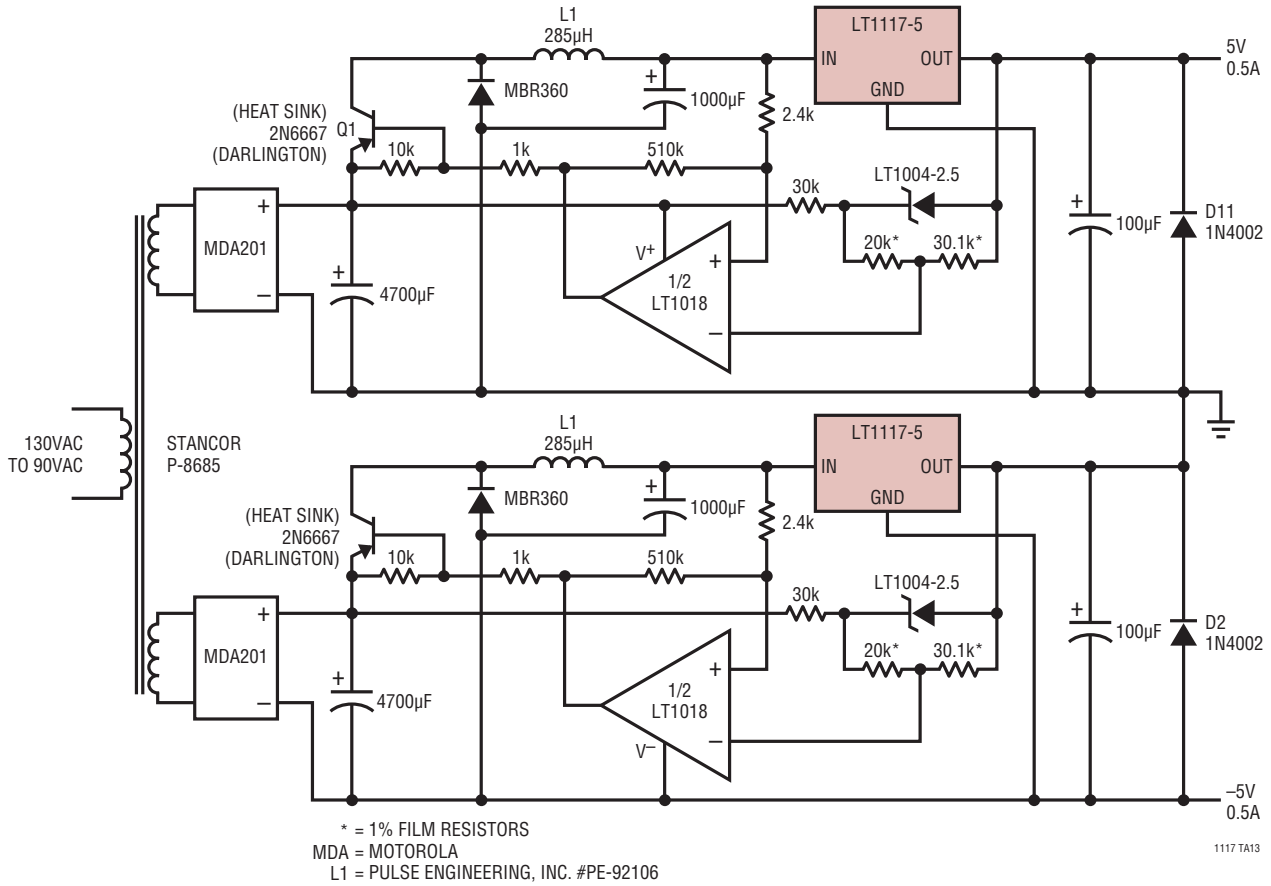 L1
285µH
LT1117-5
IN
OUT
GND
5V
0.5A
MBR360
+
1000µF
2.4k
(HEAT SINK)
2N6667
(DARLINGTON)
Q1
10k
1k
510k
30k
LT1004-2.5
20k*
30.1k*
+
100µF
D11
1N4002
+
MDA201
–
+
4700µF
V+
+
1/2
LT1018
–
130VAC
TO 90VAC
STANCOR
P-8685
L1
285µH
LT1117-5
IN
OUT
GND
MBR360
+
1000µF
2.4k
(HEAT SINK)
2N6667
(DARLINGTON)
10k
1k
510k
30k
LT1004-2.5
20k*
30.1k*
+
100µF
D2
1N4002
+
MDA201
–
+
4700µF
+
1/2
LT1018
–
V–
–5V
0.5A
* = 1% FILM RESISTORS
MDA = MOTOROLA
L1 = PULSE ENGINEERING, INC. #PE-92106
1117 TA13